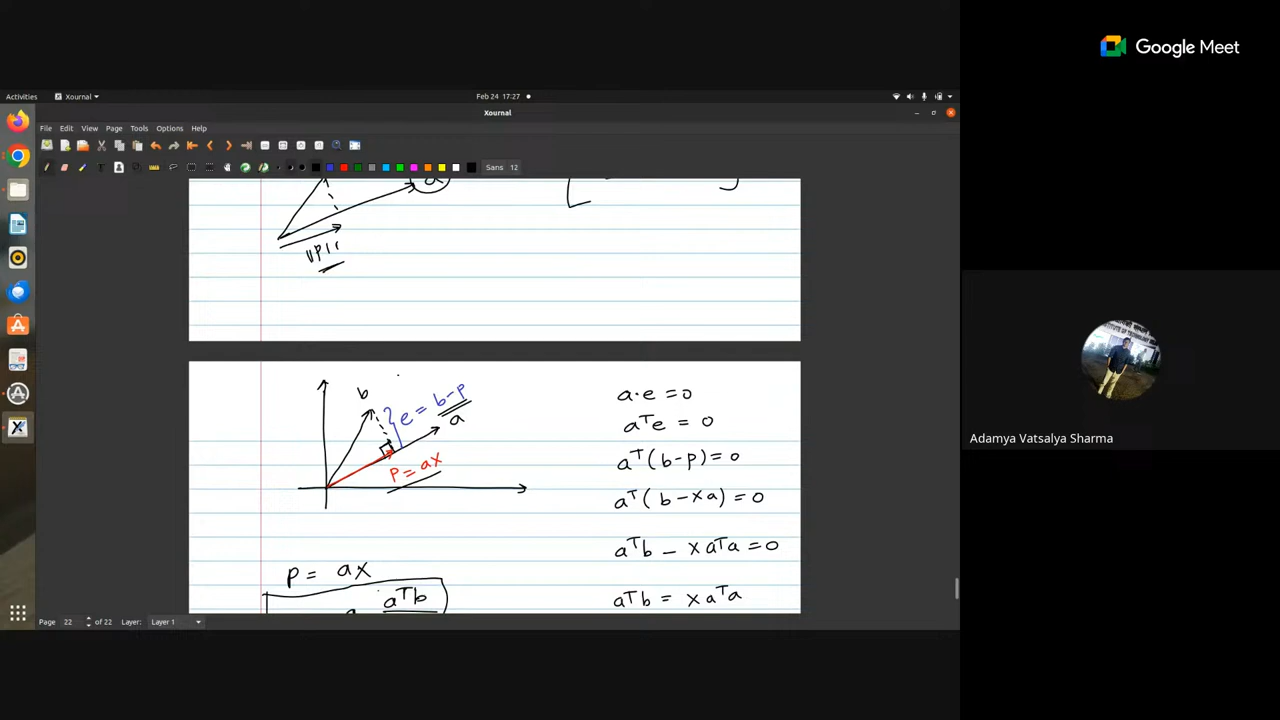 Google Meet
Activities Xournal Feb 24 17:27
Xournal
File Edit View Page Tools Options Help
Sans 12
a
"P"
b
e = b-p
a
P = ax
a·e = 0
aᵀe = 0
aᵀ(b-p) = 0
aᵀ(b - xa) = 0
aᵀb - xaᵀa = 0
P = ax
aᵀb
aᵀb = xaᵀa
Adamya Vatsalya Sharma
Page 22 of 22 Layer: Layer 1